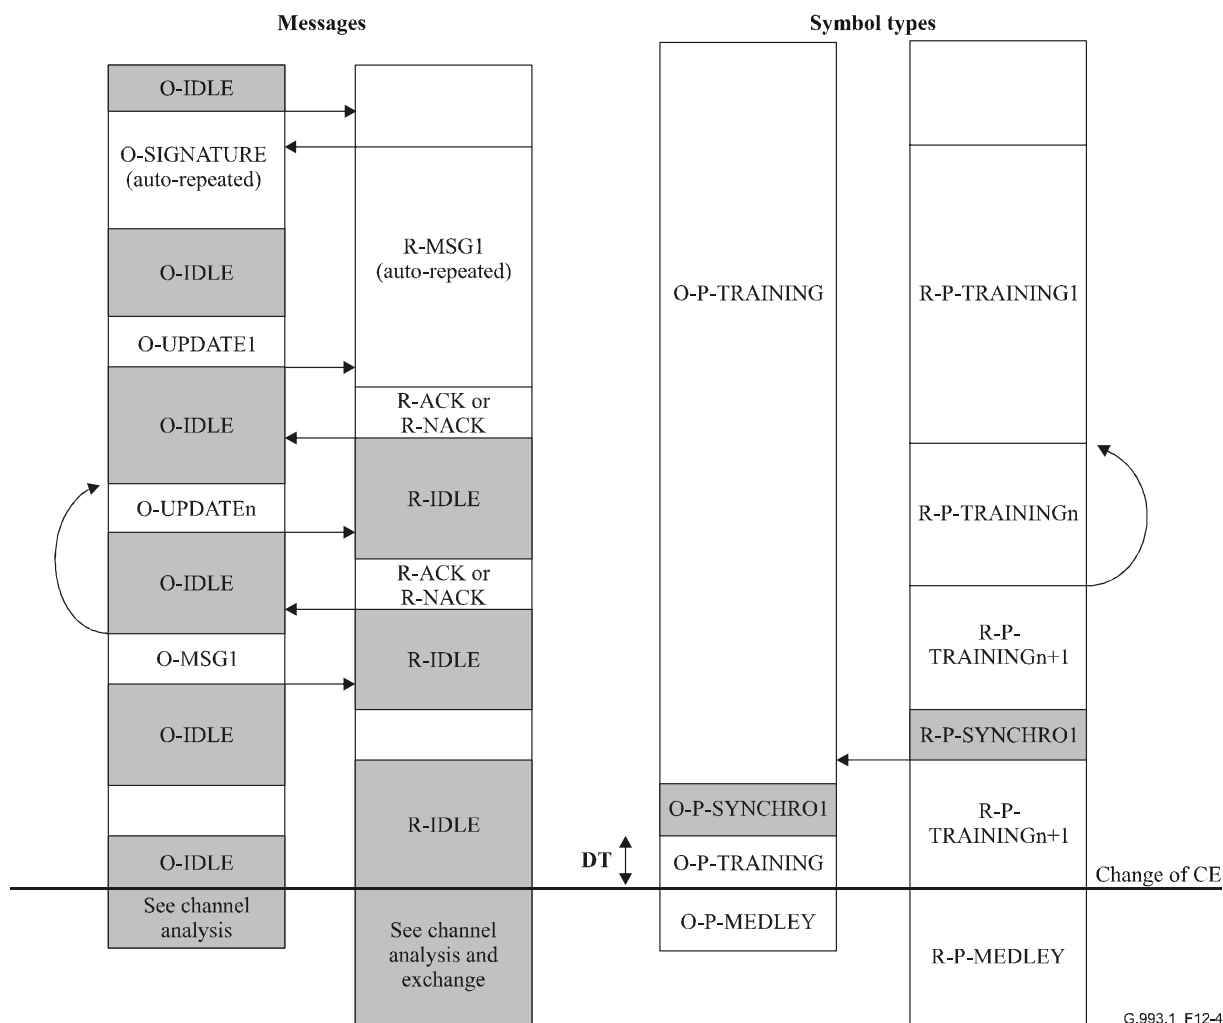 Messages
O-IDLE
O-SIGNATURE
(auto-repeated)
O-IDLE
O-UPDATE1
O-IDLE
O-UPDATEn
O-IDLE
O-MSG1
O-IDLE
O-IDLE
See channel
analysis
R-MSG1
(auto-repeated)
R-ACK or
R-NACK
R-IDLE
R-ACK or
R-NACK
R-IDLE
R-IDLE
See channel
analysis and
exchange
Symbol types
O-P-TRAINING
O-P-SYNCHRO1
DT
O-P-TRAINING
O-P-MEDLEY
R-P-TRAINING1
R-P-TRAININGn
R-P-
TRAININGn+1
R-P-SYNCHRO1
R-P-
TRAININGn+1
Change of CE
R-P-MEDLEY
G.993.1_F12-4